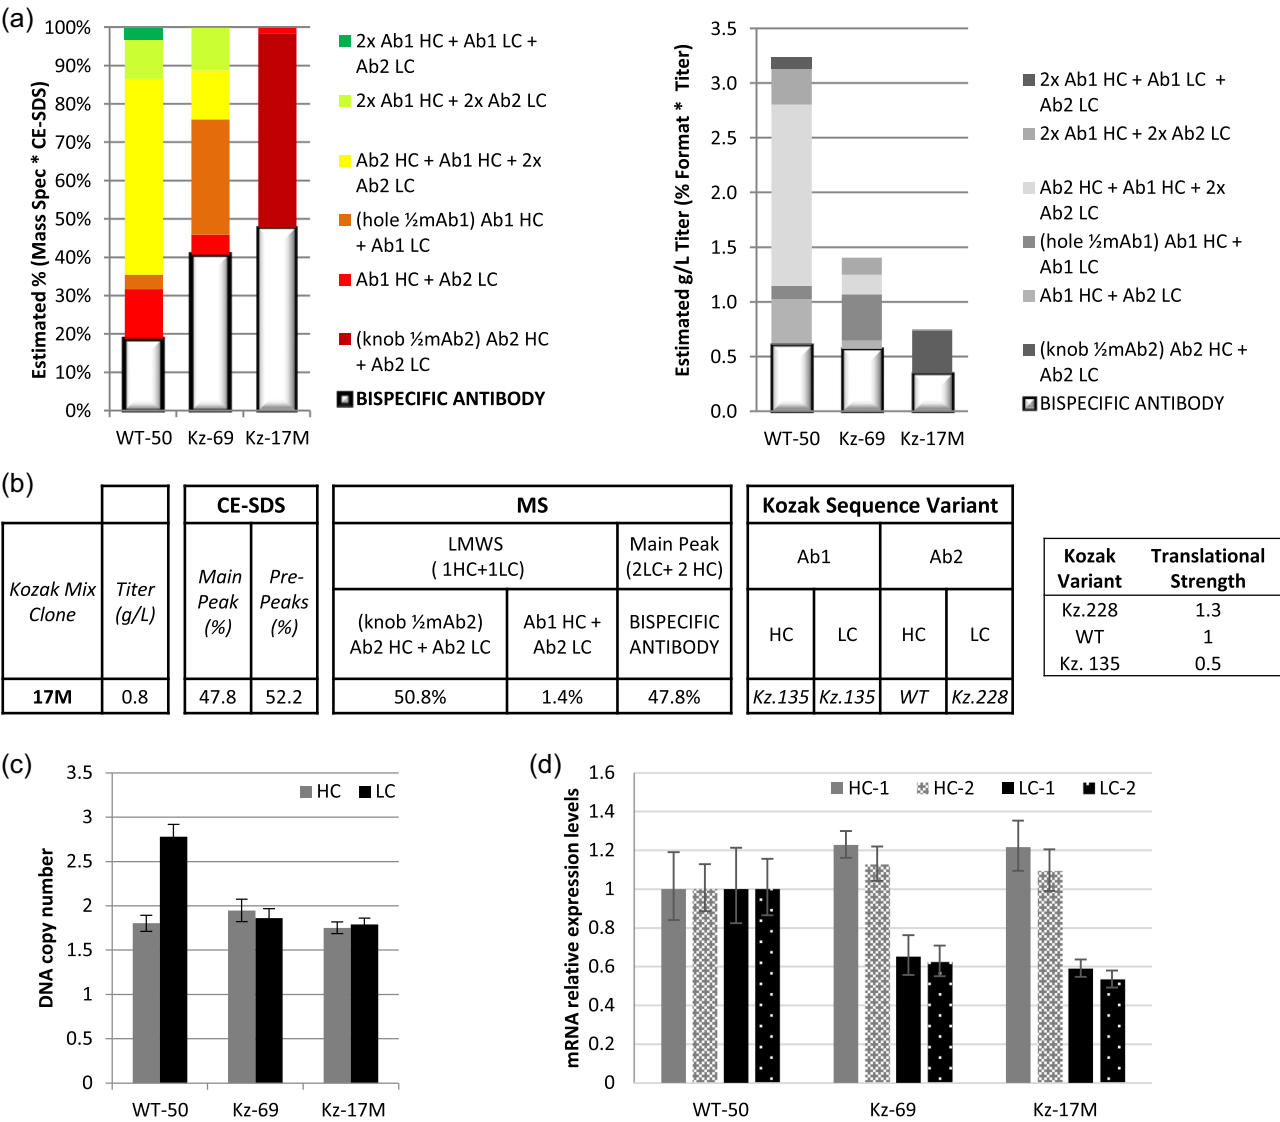 (a)
Estimated % (Mass Spec * CE-SDS)
100%
90%
80%
70%
60%
50%
40%
30%
20%
10%
0%
WT-50 Kz-69 Kz-17M
2x Ab1 HC + Ab1 LC +
Ab2 LC
2x Ab1 HC + 2x Ab2 LC
Ab2 HC + Ab1 HC + 2x
Ab2 LC
(hole ½mAb1) Ab1 HC
+ Ab1 LC
Ab1 HC + Ab2 LC
(knob ½mAb2) Ab2 HC
+ Ab2 LC
BISPECIFIC ANTIBODY
Estimated g/L Titer (% Format * Titer)
3.5
3.0
2.5
2.0
1.5
1.0
0.5
0.0
WT-50 Kz-69 Kz-17M
2x Ab1 HC + Ab1 LC +
Ab2 LC
2x Ab1 HC + 2x Ab2 LC
Ab2 HC + Ab1 HC + 2x
Ab2 LC
(hole ½mAb1) Ab1 HC +
Ab1 LC
Ab1 HC + Ab2 LC
(knob ½mAb2) Ab2 HC +
Ab2 LC
BISPECIFIC ANTIBODY
(b)
CE-SDS MS Kozak Sequence Variant
Kozak Mix
Clone
Titer
(g/L)
Main
Peak
(%)
Pre-
Peaks
(%)
LMWS
( 1HC+1LC)
Main Peak
(2LC+ 2 HC)
(knob ½mAb2)
Ab2 HC + Ab2 LC
Ab1 HC +
Ab2 LC
BISPECIFIC
ANTIBODY
Ab1 Ab2
HC LC HC LC
17M 0.8 47.8 52.2 50.8% 1.4% 47.8% Kz.135 Kz.135 WT Kz.228
Kozak
Variant
Translational
Strength
Kz.228 1.3
WT 1
Kz. 135 0.5
(c)
DNA copy number
3.5
3
2.5
2
1.5
1
0.5
0
HC LC
WT-50 Kz-69 Kz-17M
(d)
mRNA relative expression levels
1.6
1.4
1.2
1
0.8
0.6
0.4
0.2
0
HC-1 HC-2 LC-1 LC-2
WT-50 Kz-69 Kz-17M